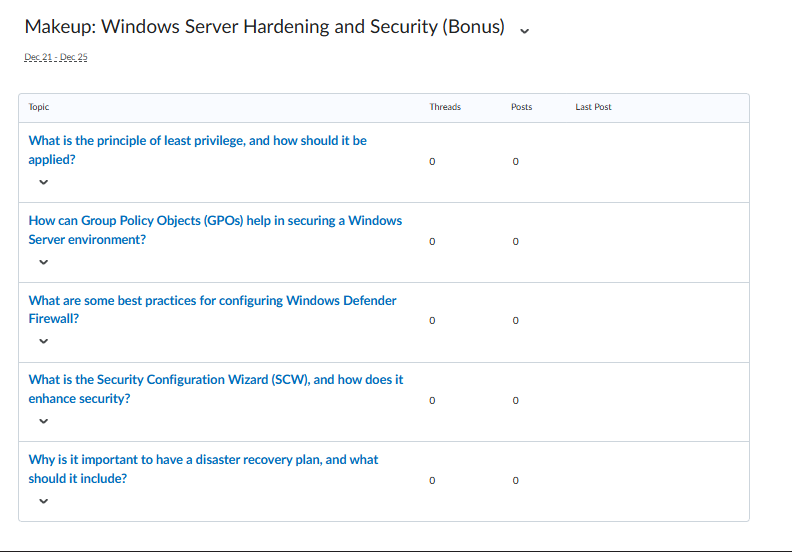 Makeup: Windows Server Hardening and Security (Bonus)
Dec 21 - Dec 25
Topic Threads Posts Last Post
What is the principle of least privilege, and how should it be
applied?
0 0
How can Group Policy Objects (GPOs) help in securing a Windows
Server environment?
0 0
What are some best practices for configuring Windows Defender
Firewall?
0 0
What is the Security Configuration Wizard (SCW), and how does it
enhance security?
0 0
Why is it important to have a disaster recovery plan, and what
should it include?
0 0